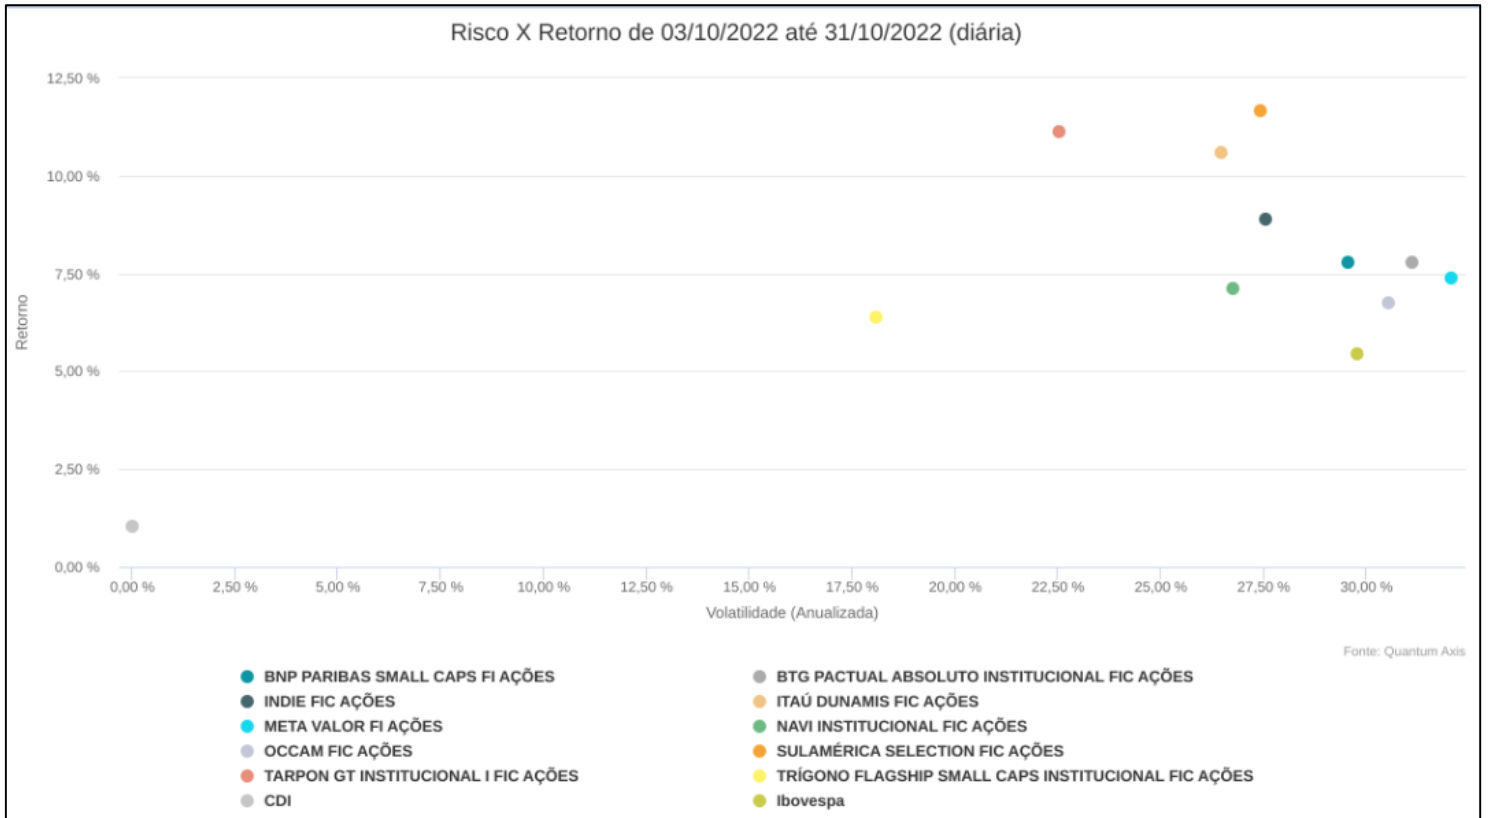 Risco X Retorno de 03/10/2022 até 31/10/2022 (diária)
12,50 %
10,00 %
7,50 %
5,00 %
2,50 %
0,00 %
Retorno
0,00 % 2,50 % 5,00 % 7,50 % 10,00 % 12,50 % 15,00 % 17,50 % 20,00 % 22,50 % 25,00 % 27,50 % 30,00 %
Volatilidade (Anualizada)
Fonte: Quantum Axis
BNP PARIBAS SMALL CAPS FI AÇÕES
BTG PACTUAL ABSOLUTO INSTITUCIONAL FIC AÇÕES
INDIE FIC AÇÕES
ITAÚ DUNAMIS FIC AÇÕES
META VALOR FI AÇÕES
NAVI INSTITUCIONAL FIC AÇÕES
OCCAM FIC AÇÕES
SULAMÉRICA SELECTION FIC AÇÕES
TARPON GT INSTITUCIONAL I FIC AÇÕES
TRÍGONO FLAGSHIP SMALL CAPS INSTITUCIONAL FIC AÇÕES
CDI
Ibovespa